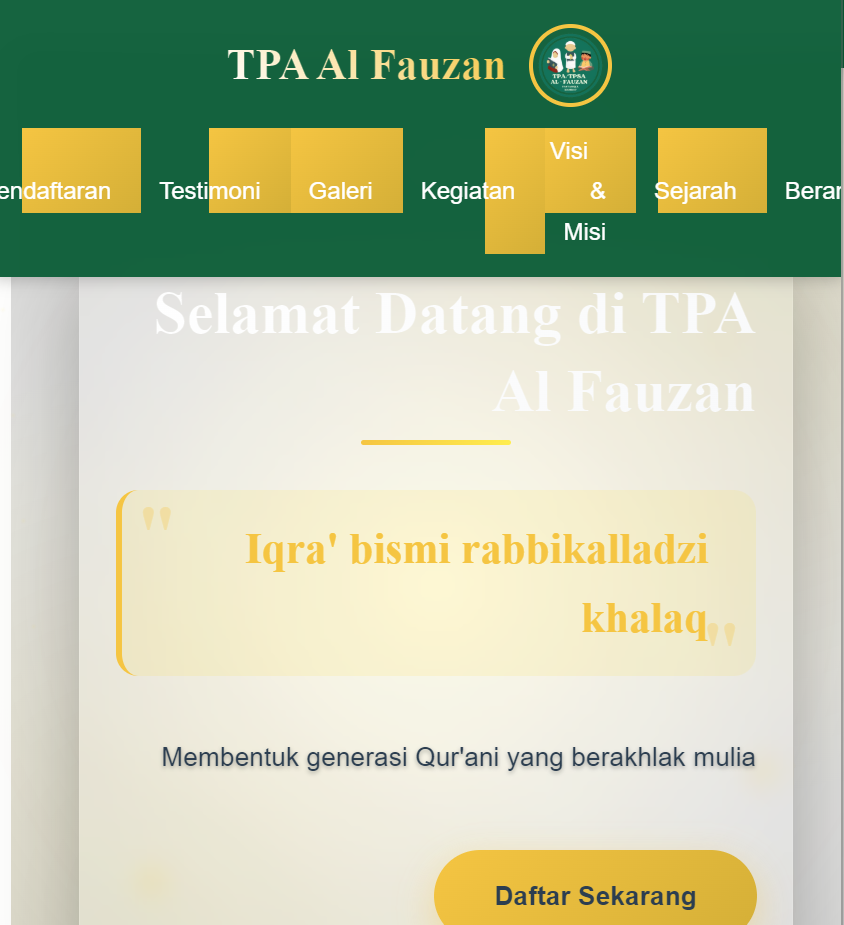 TPA Al Fauzan
TPA/TPSA
AL - FAUZAN
endaftaran Testimoni Galeri Kegiatan Visi & Misi Sejarah Berar
Selamat Datang di TPA
Al Fauzan
"Iqra' bismi rabbikalladzi
khalaq"
Membentuk generasi Qur'ani yang berakhlak mulia
Daftar Sekarang